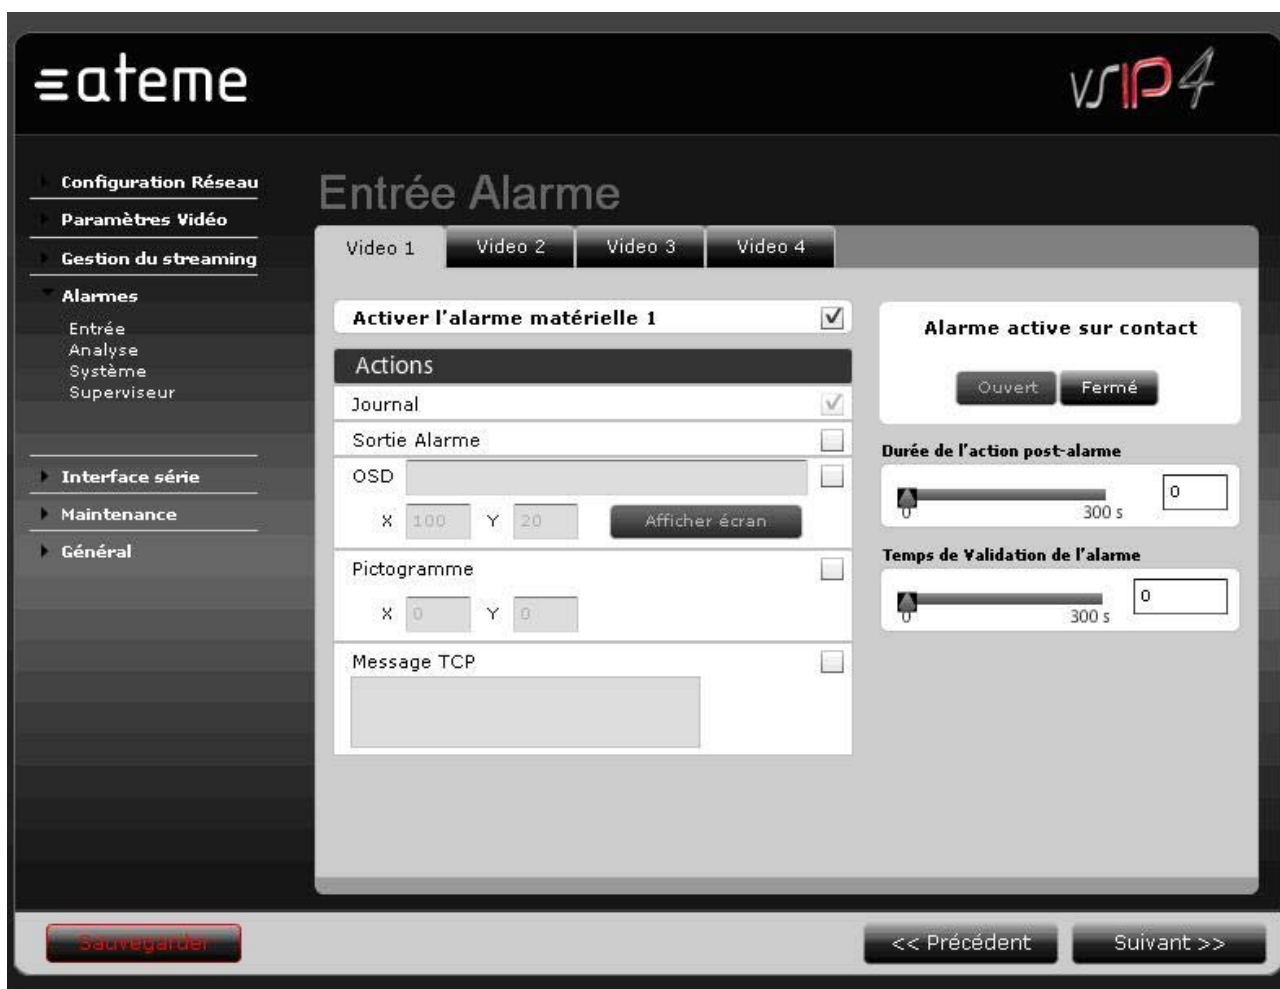 ateme
vsIP4
Configuration Réseau
Paramètres Vidéo
Gestion du streaming
Alarmes
Entrée
Analyse
Système
Superviseur
Interface série
Maintenance
Général
Entrée Alarme
Video 1 Video 2 Video 3 Video 4
Activer l'alarme matérielle 1
Actions
Journal
Sortie Alarme
OSD
X 100 Y 20 Afficher écran
Pictogramme
X 0 Y 0
Message TCP
Alarme active sur contact
Ouvert Fermé
Durée de l'action post-alarme
0 300 s 0
Temps de Validation de l'alarme
0 300 s 0
Sauvegarder
<< Précédent Suivant >>